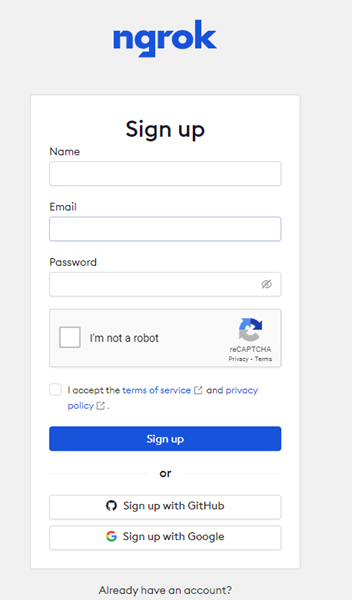 ngrok
Sign up
Name
Email
Password
I'm not a robot
reCAPTCHA
Privacy - Terms
I accept the terms of service and privacy
policy.
Sign up
or
Sign up with GitHub
Sign up with Google
Already have an account?